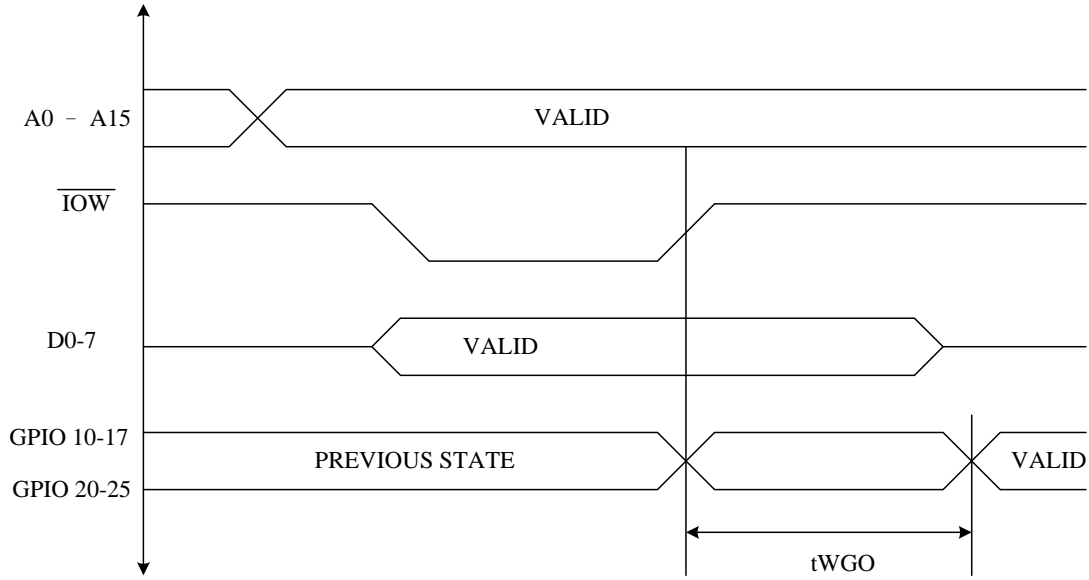 A0 – A15
VALID
IOW
D0-7
VALID
GPIO 10-17
PREVIOUS STATE
VALID
GPIO 20-25
tWGO